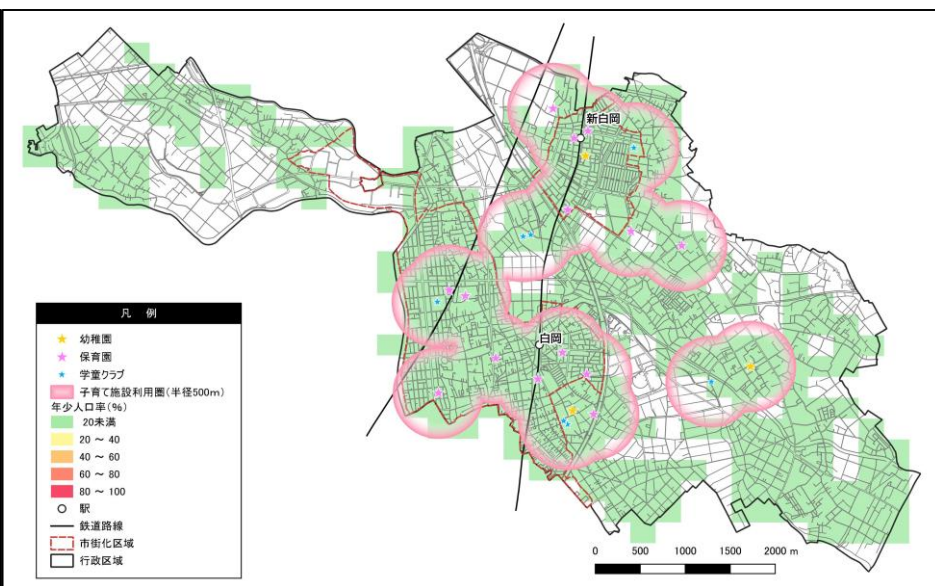 新白岡
白岡
凡 例
幼稚園
保育園
学童クラブ
子育て施設利用圏(半径500m)
年少人口率(%)
20未満
20 ～ 40
40 ～ 60
60 ～ 80
80 ～ 100
駅
鉄道路線
市街化区域
行政区域
0 500 1000 1500 2000 m